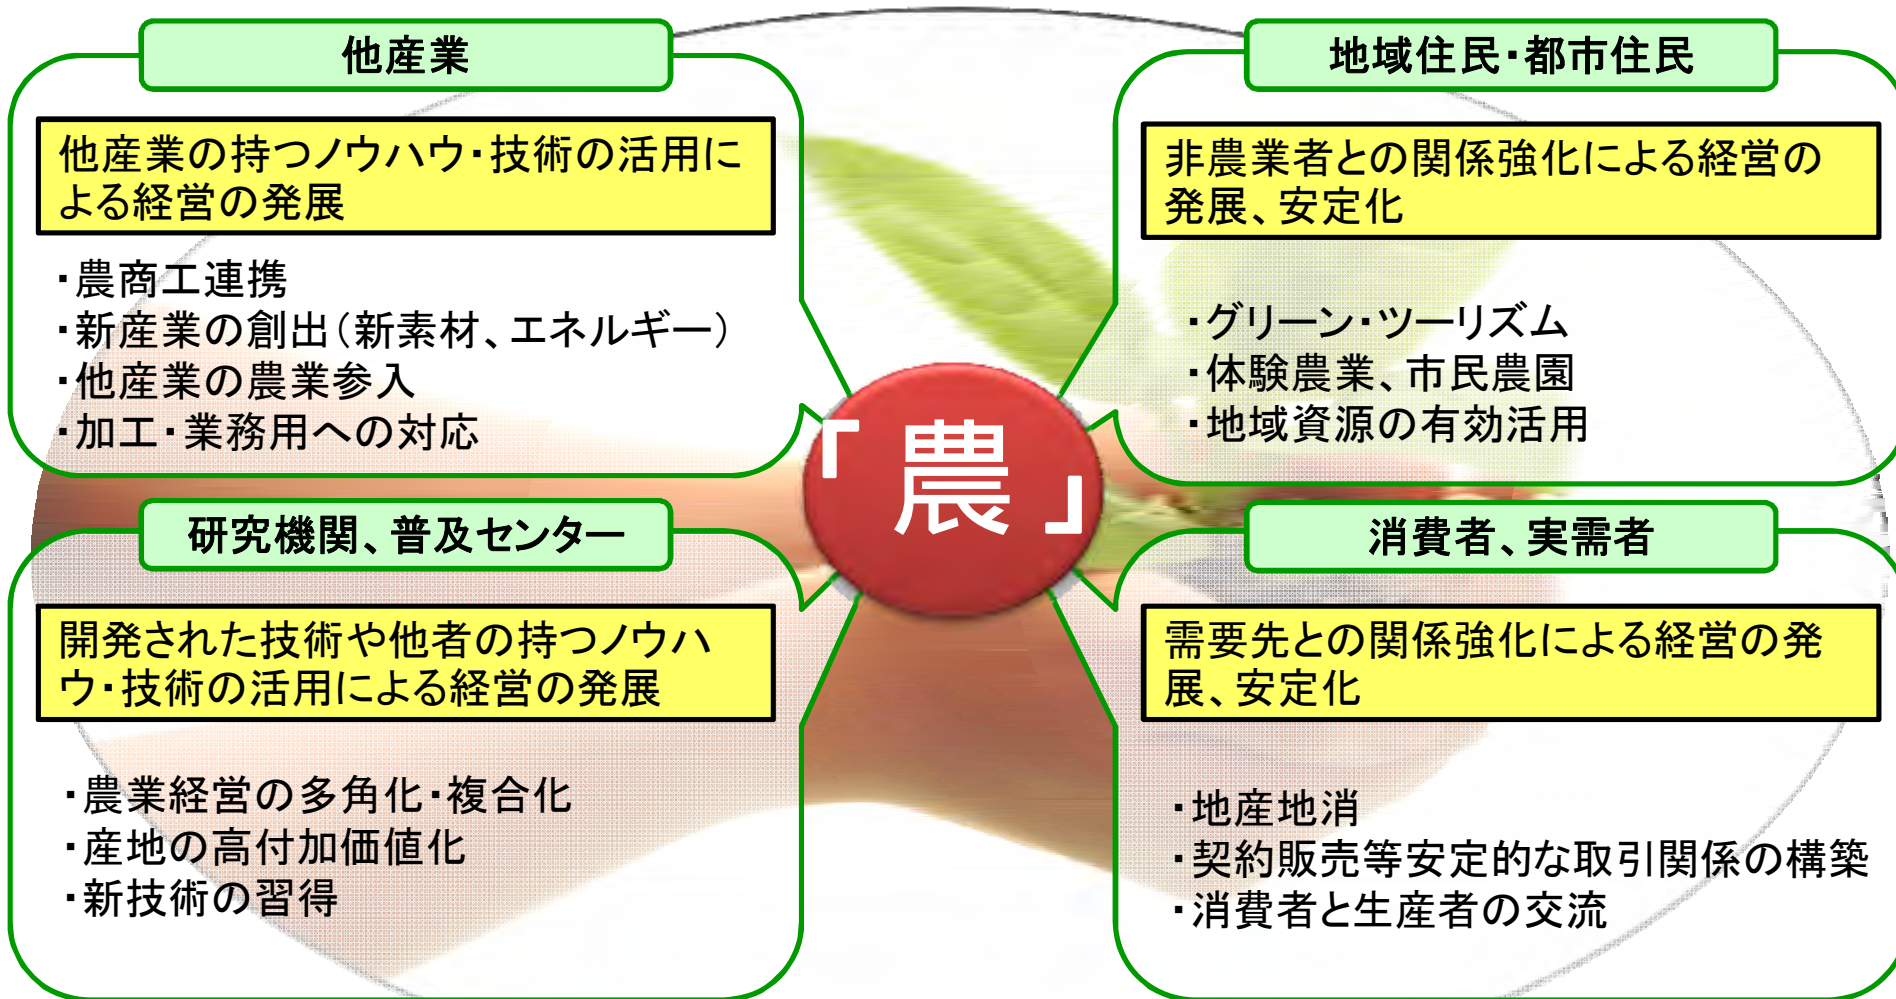 他産業
他産業の持つノウハウ・技術の活用に
よる経営の発展
・農商工連携
・新産業の創出(新素材、エネルギー)
・他産業の農業参入
・加工・業務用への対応
地域住民・都市住民
非農業者との関係強化による経営の
発展、安定化
・グリーン・ツーリズム
・体験農業、市民農園
・地域資源の有効活用
「農」
研究機関、普及センター
開発された技術や他者の持つノウハ
ウ・技術の活用による経営の発展
・農業経営の多角化・複合化
・産地の高付加価値化
・新技術の習得
消費者、実需者
需要先との関係強化による経営の発
展、安定化
・地産地消
・契約販売等安定的な取引関係の構築
・消費者と生産者の交流